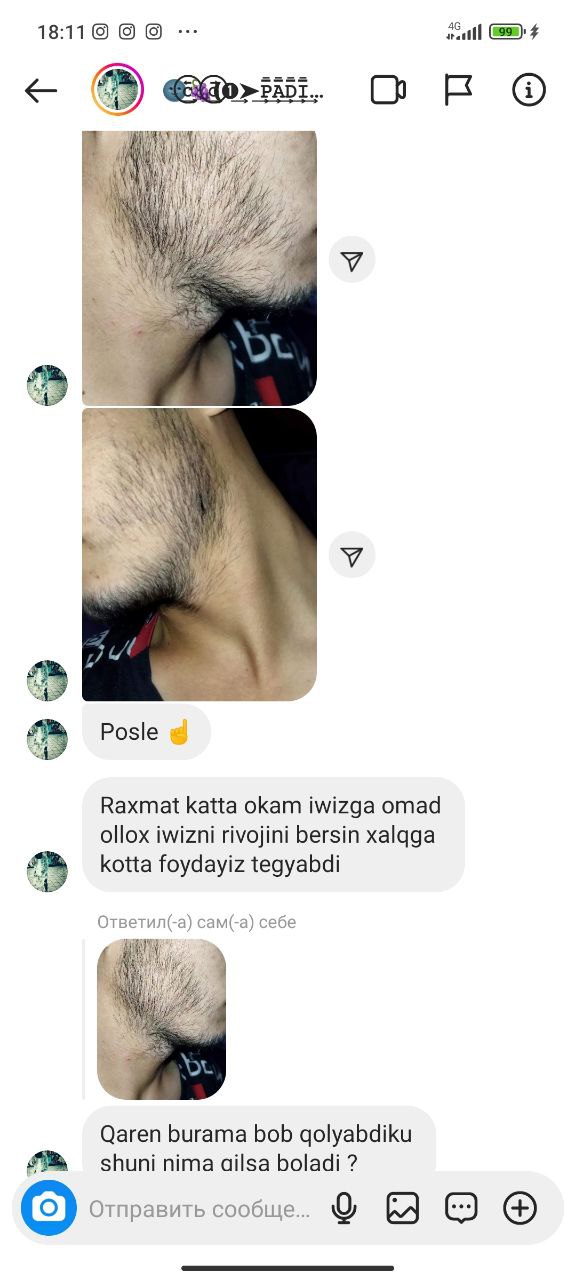 18:11
4G
99
PADI...
Posle ☝️
Raxmat katta okam iwizga omad
ollox iwizni rivojini bersin xalqga
kotta foydayiz tegyabdi
Ответил(-а) сам(-а) себе
Qaren burama bob qolyabdiku
shuni nima qilsa boladi ?
Отправить сообще...